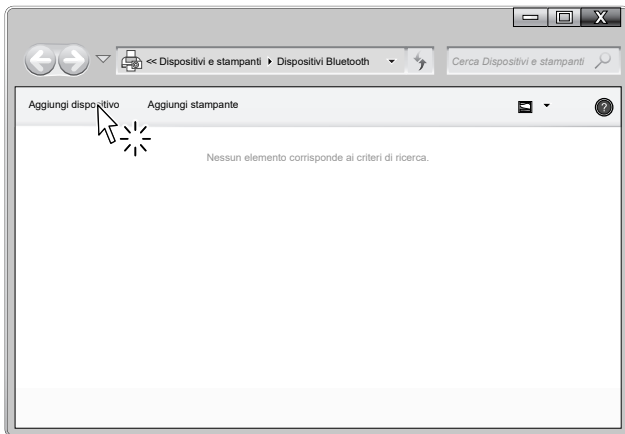 << Dispositivi e stampanti ▸ Dispositivi Bluetooth
Cerca Dispositivi e stampanti
Aggiungi dispositivo
Aggiungi stampante
Nessun elemento corrisponde ai criteri di ricerca.